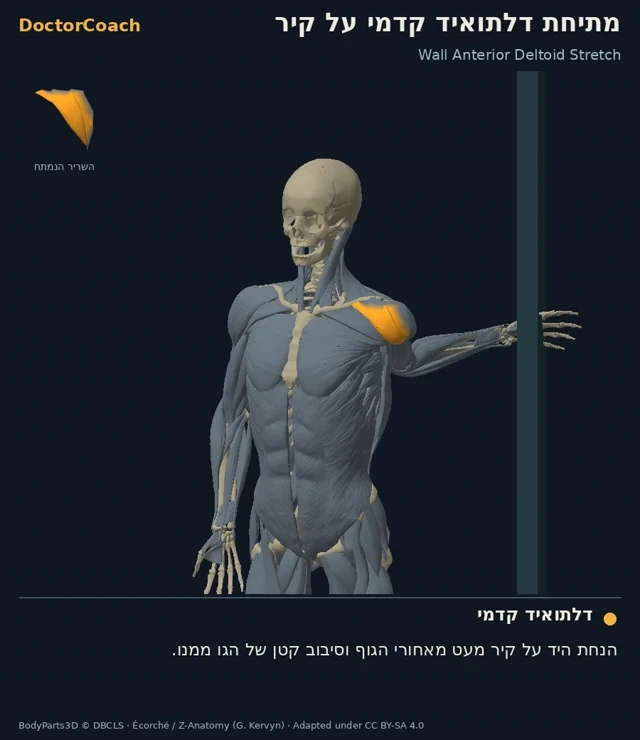 DoctorCoach
מתיחת דלתואיד קדמי על קיר
Wall Anterior Deltoid Stretch
השריר הנמתח
דלתואיד קדמי
הנחת היד על קיר מעט מאחורי הגוף וסיבוב קטן של הגו ממנו.
BodyParts3D © DBCLS · Écorché / Z-Anatomy (G. Kervyn) · Adapted under CC BY-SA 4.0